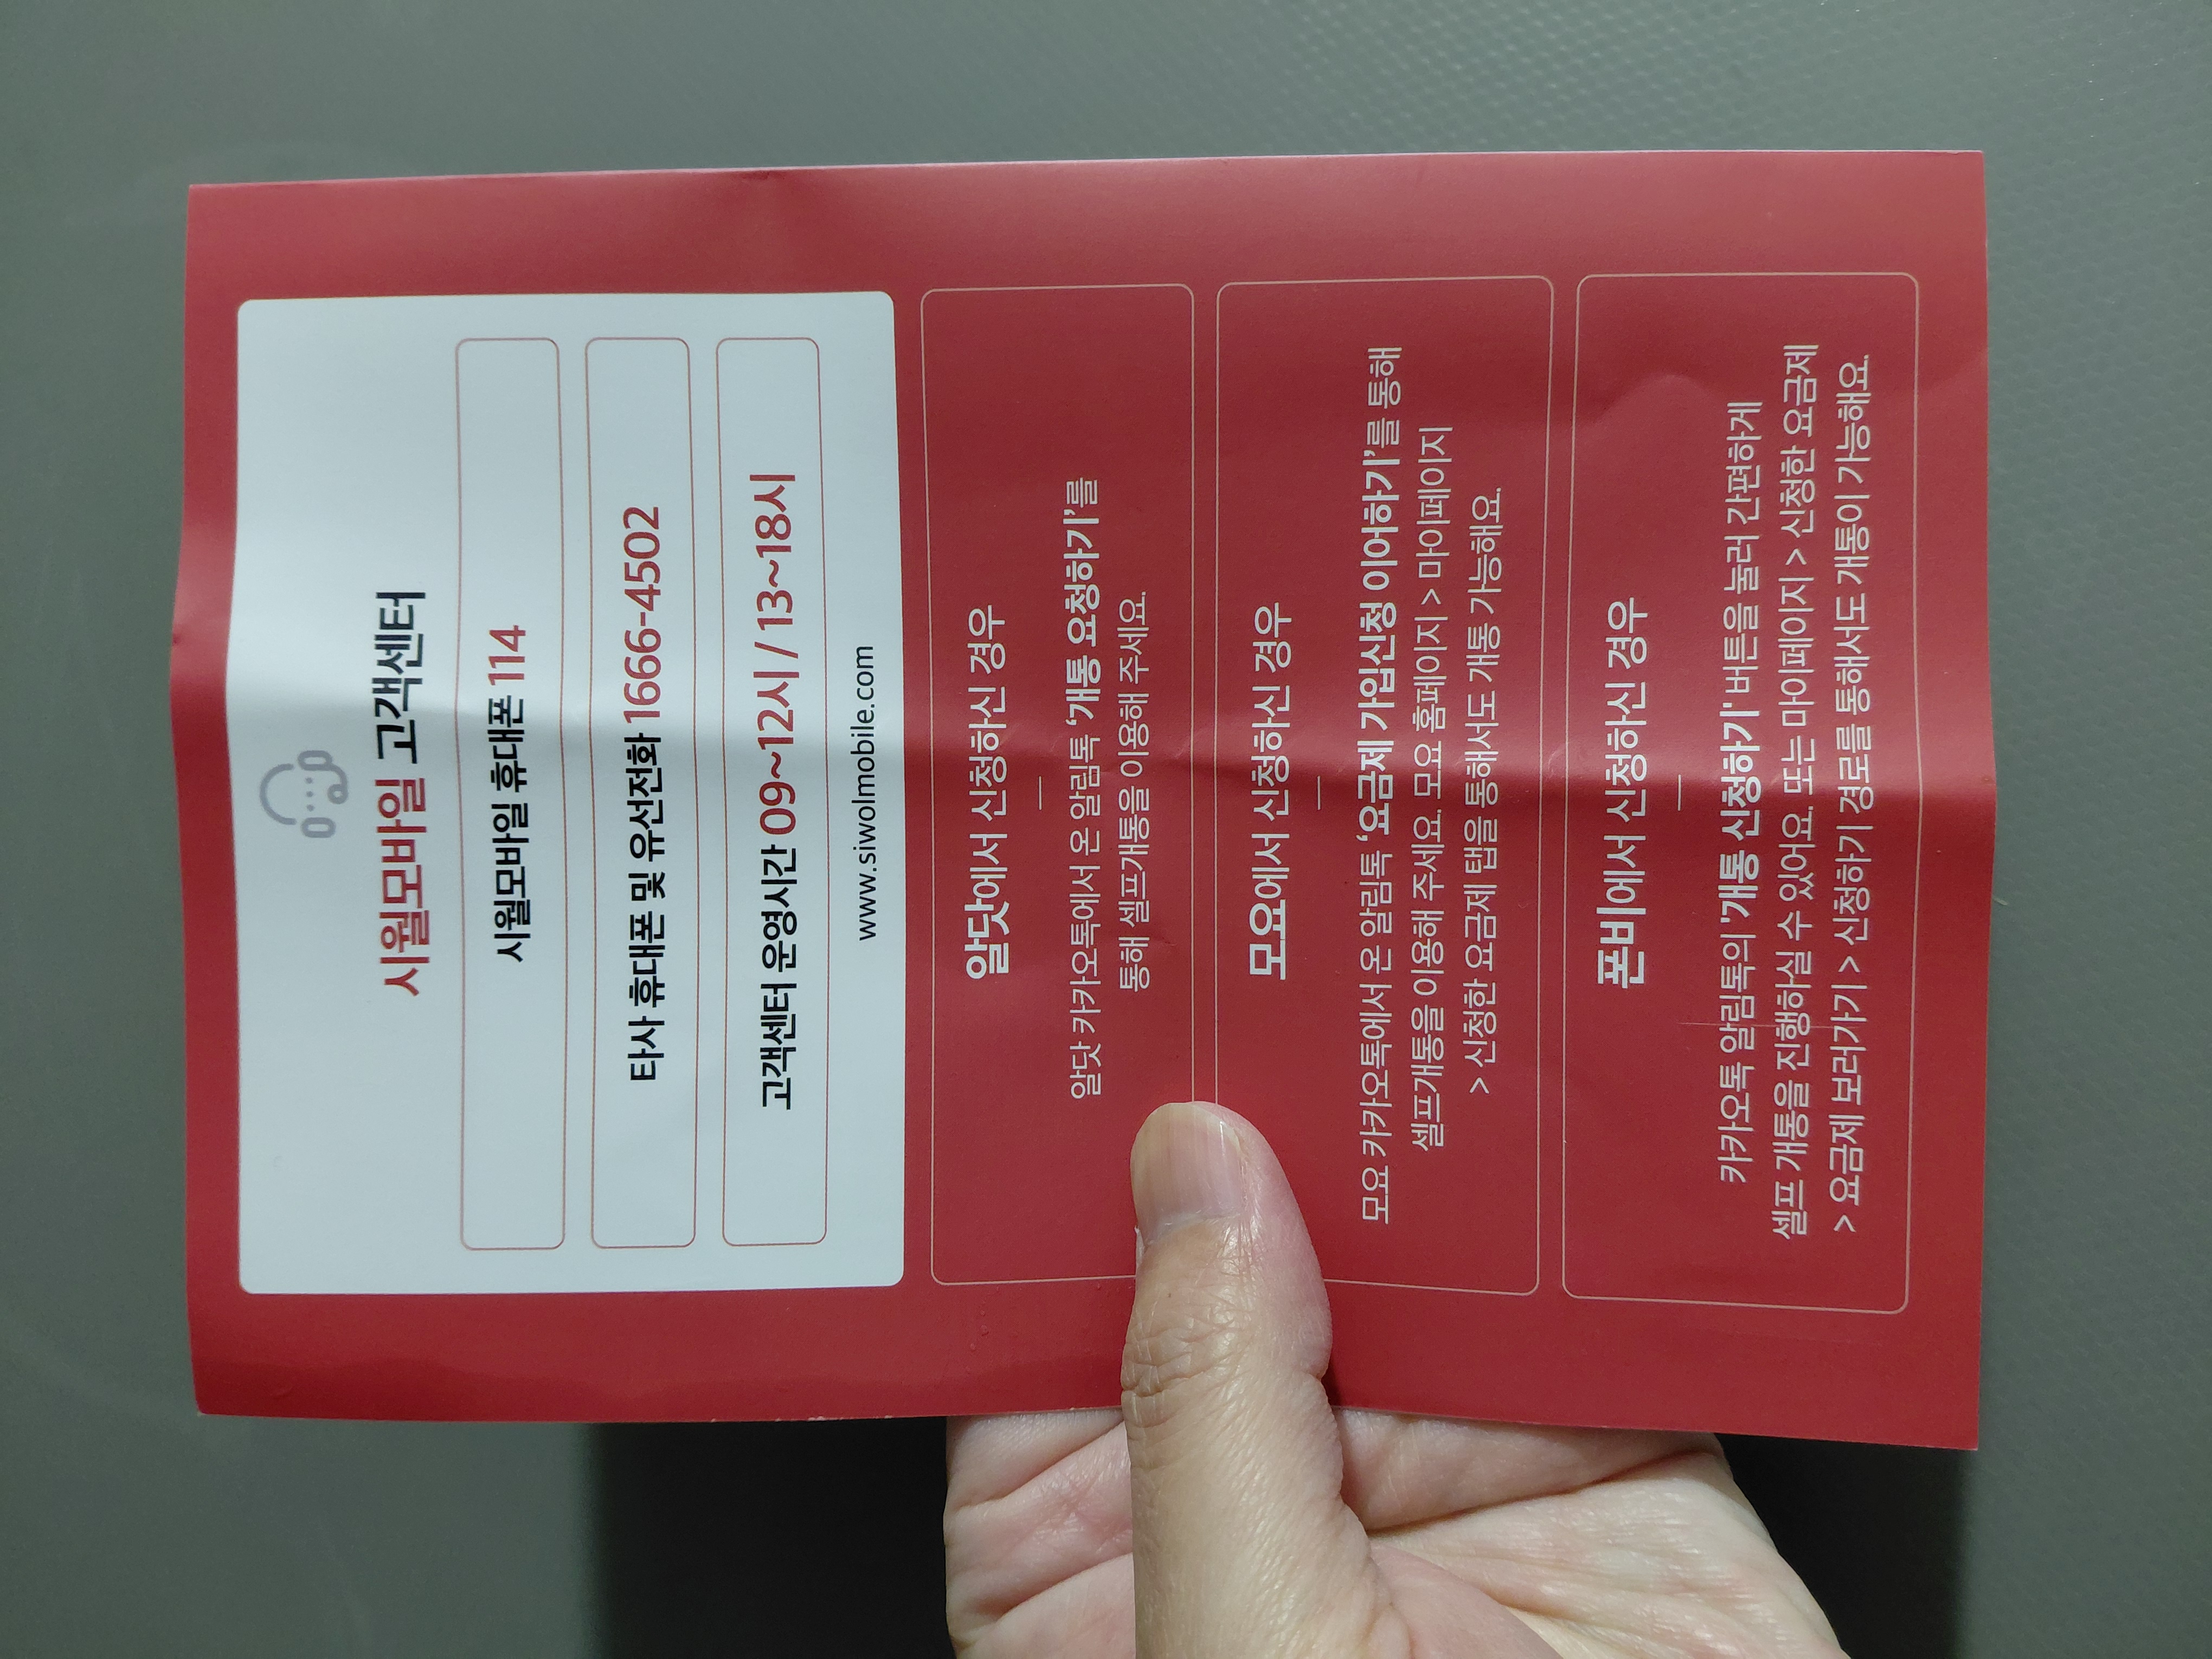 시월모바일 고객센터
시월모바일 휴대폰 114
타사 휴대폰 및 유선전화 1666-4502
고객센터 운영시간 09~12시 / 13~18시
www.siwolmobile.com
알닷에서 신청하신 경우
알닷 카카오톡에서 온 알림톡 ‘개통 요청하기’를
통해 셀프개통을 이용해 주세요.
모요에서 신청하신 경우
모요 카카오톡에서 온 알림톡 ‘요금제 가입신청 이어하기’를 통해
셀프개통을 이용해 주세요. 모요 홈페이지 > 마이페이지
> 신청한 요금제 탭을 통해서도 개통 가능해요.
폰비에서 신청하신 경우
카카오톡 알림톡의 '개통 신청하기' 버튼을 눌러 간편하게
셀프 개통을 진행하실 수 있어요. 또는 마이페이지 > 신청한 요금제
> 요금제 보러가기 > 신청하기 경로를 통해서도 개통이 가능해요.